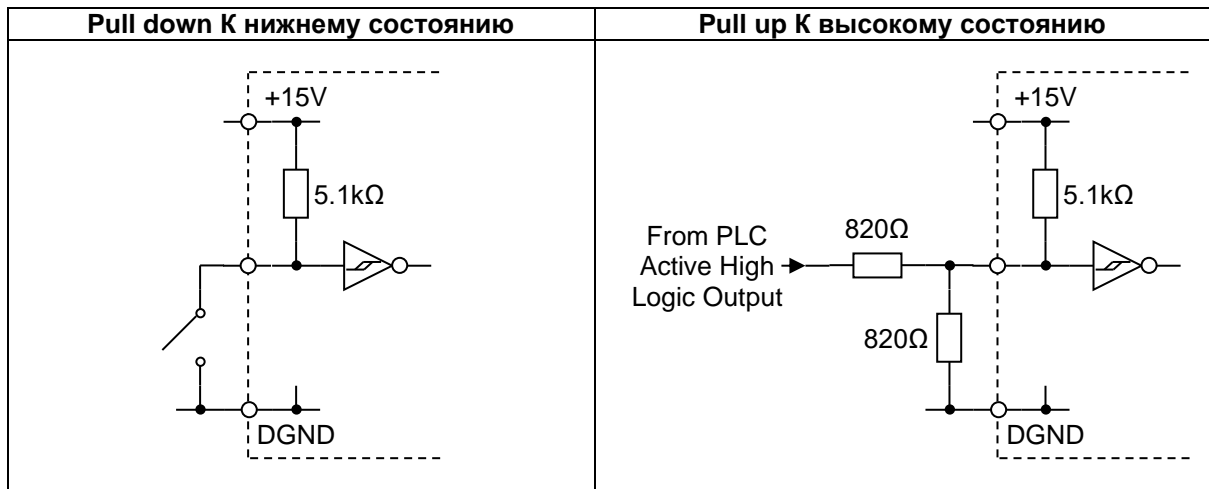 Pull down К нижнему состоянию
Pull up К высокому состоянию
+15V
5.1kΩ
DGND
+15V
5.1kΩ
820Ω
From PLC
Active High
Logic Output
820Ω
DGND